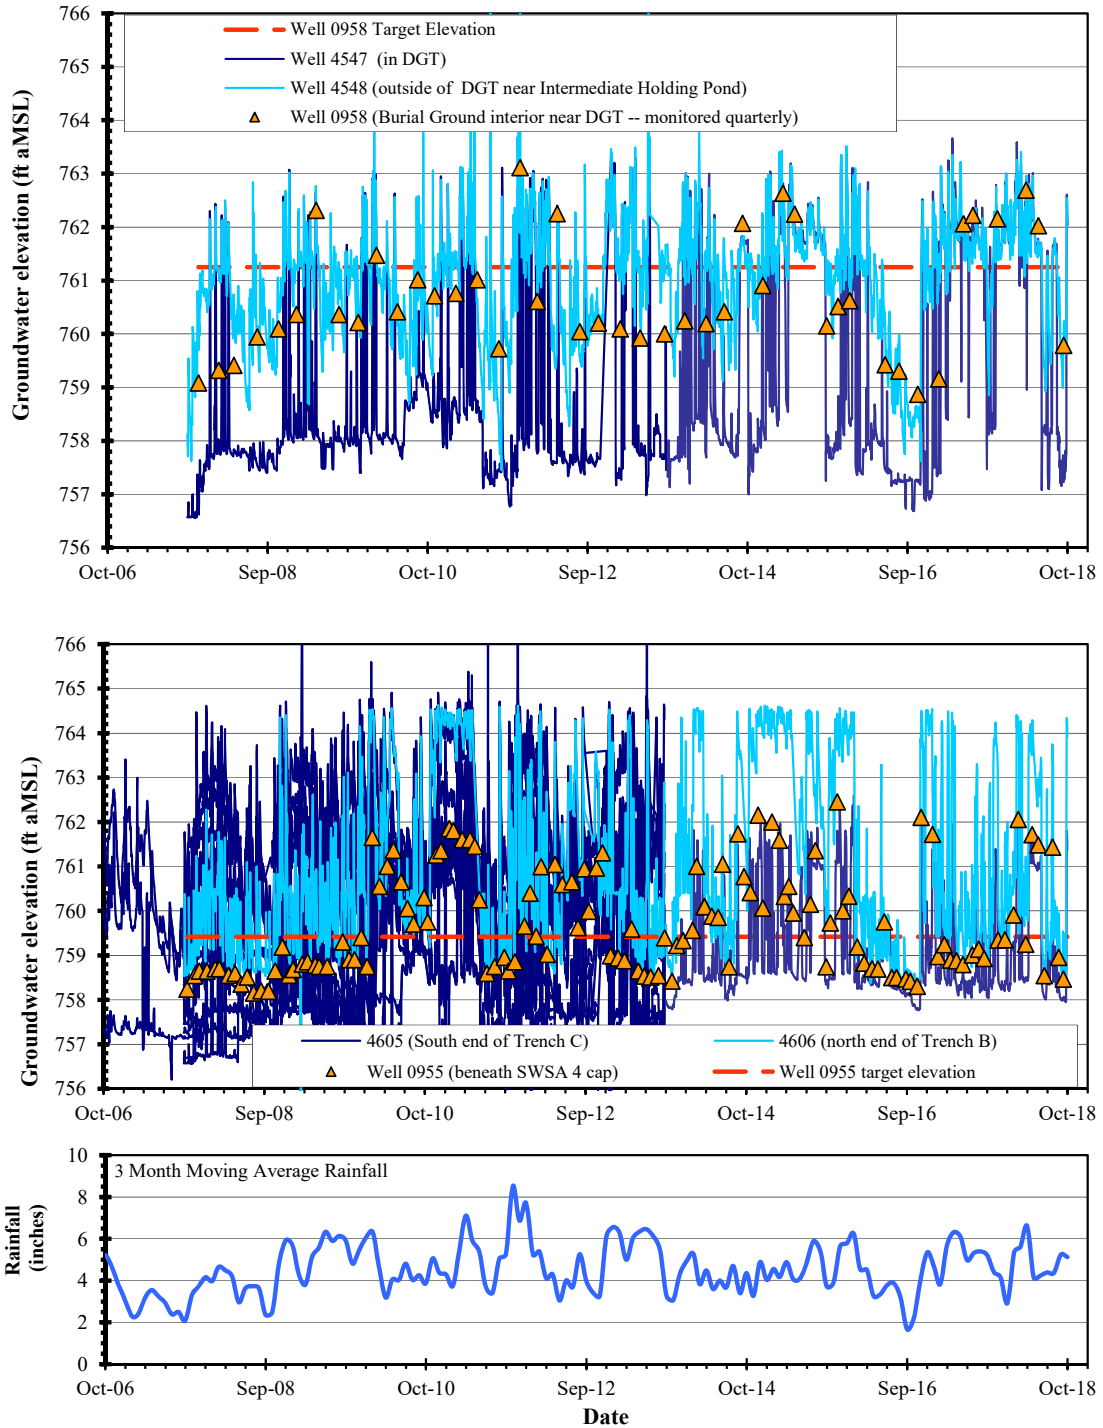 766
765
764
763
762
761
760
759
758
757
756
Groundwater elevation (ft aMSL)
Well 0958 Target Elevation
Well 4547 (in DGT)
Well 4548 (outside of DGT near Intermediate Holding Pond)
Well 0958 (Burial Ground interior near DGT -- monitored quarterly)
Oct-06 Sep-08 Oct-10 Sep-12 Oct-14 Sep-16 Oct-18
766
765
764
763
762
761
760
759
758
757
756
Groundwater elevation (ft aMSL)
4605 (South end of Trench C) 4606 (north end of Trench B)
Well 0955 (beneath SWSA 4 cap) Well 0955 target elevation
Oct-06 Sep-08 Oct-10 Sep-12 Oct-14 Sep-16 Oct-18
10
8
6
4
2
0
Rainfall
(inches)
3 Month Moving Average Rainfall
Oct-06 Sep-08 Oct-10 Sep-12 Oct-14 Sep-16 Oct-18
Date